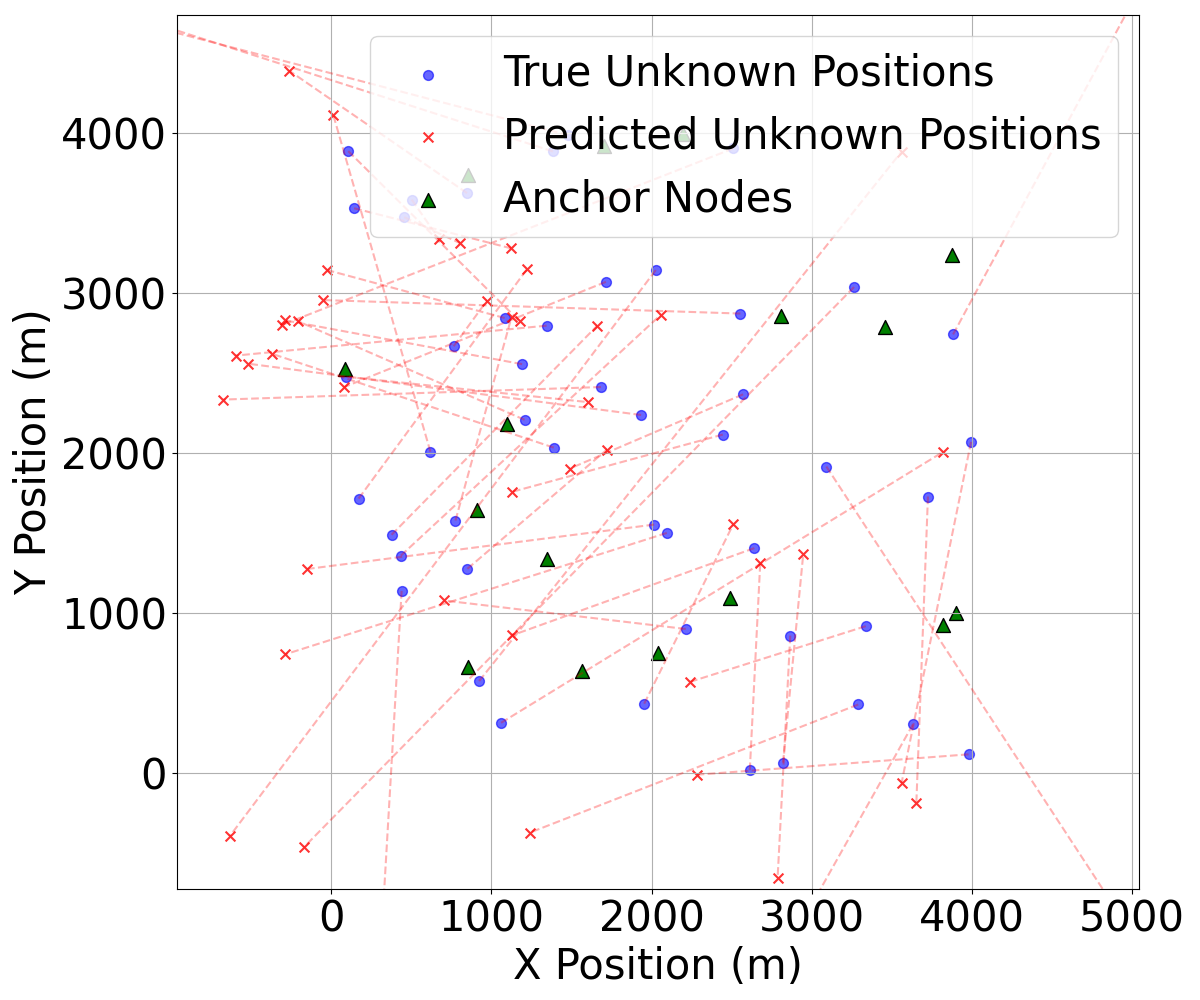 True Unknown Positions
Predicted Unknown Positions
Anchor Nodes
4000
3000
2000
1000
0
Y Position (m)
0 1000 2000 3000 4000 5000
X Position (m)